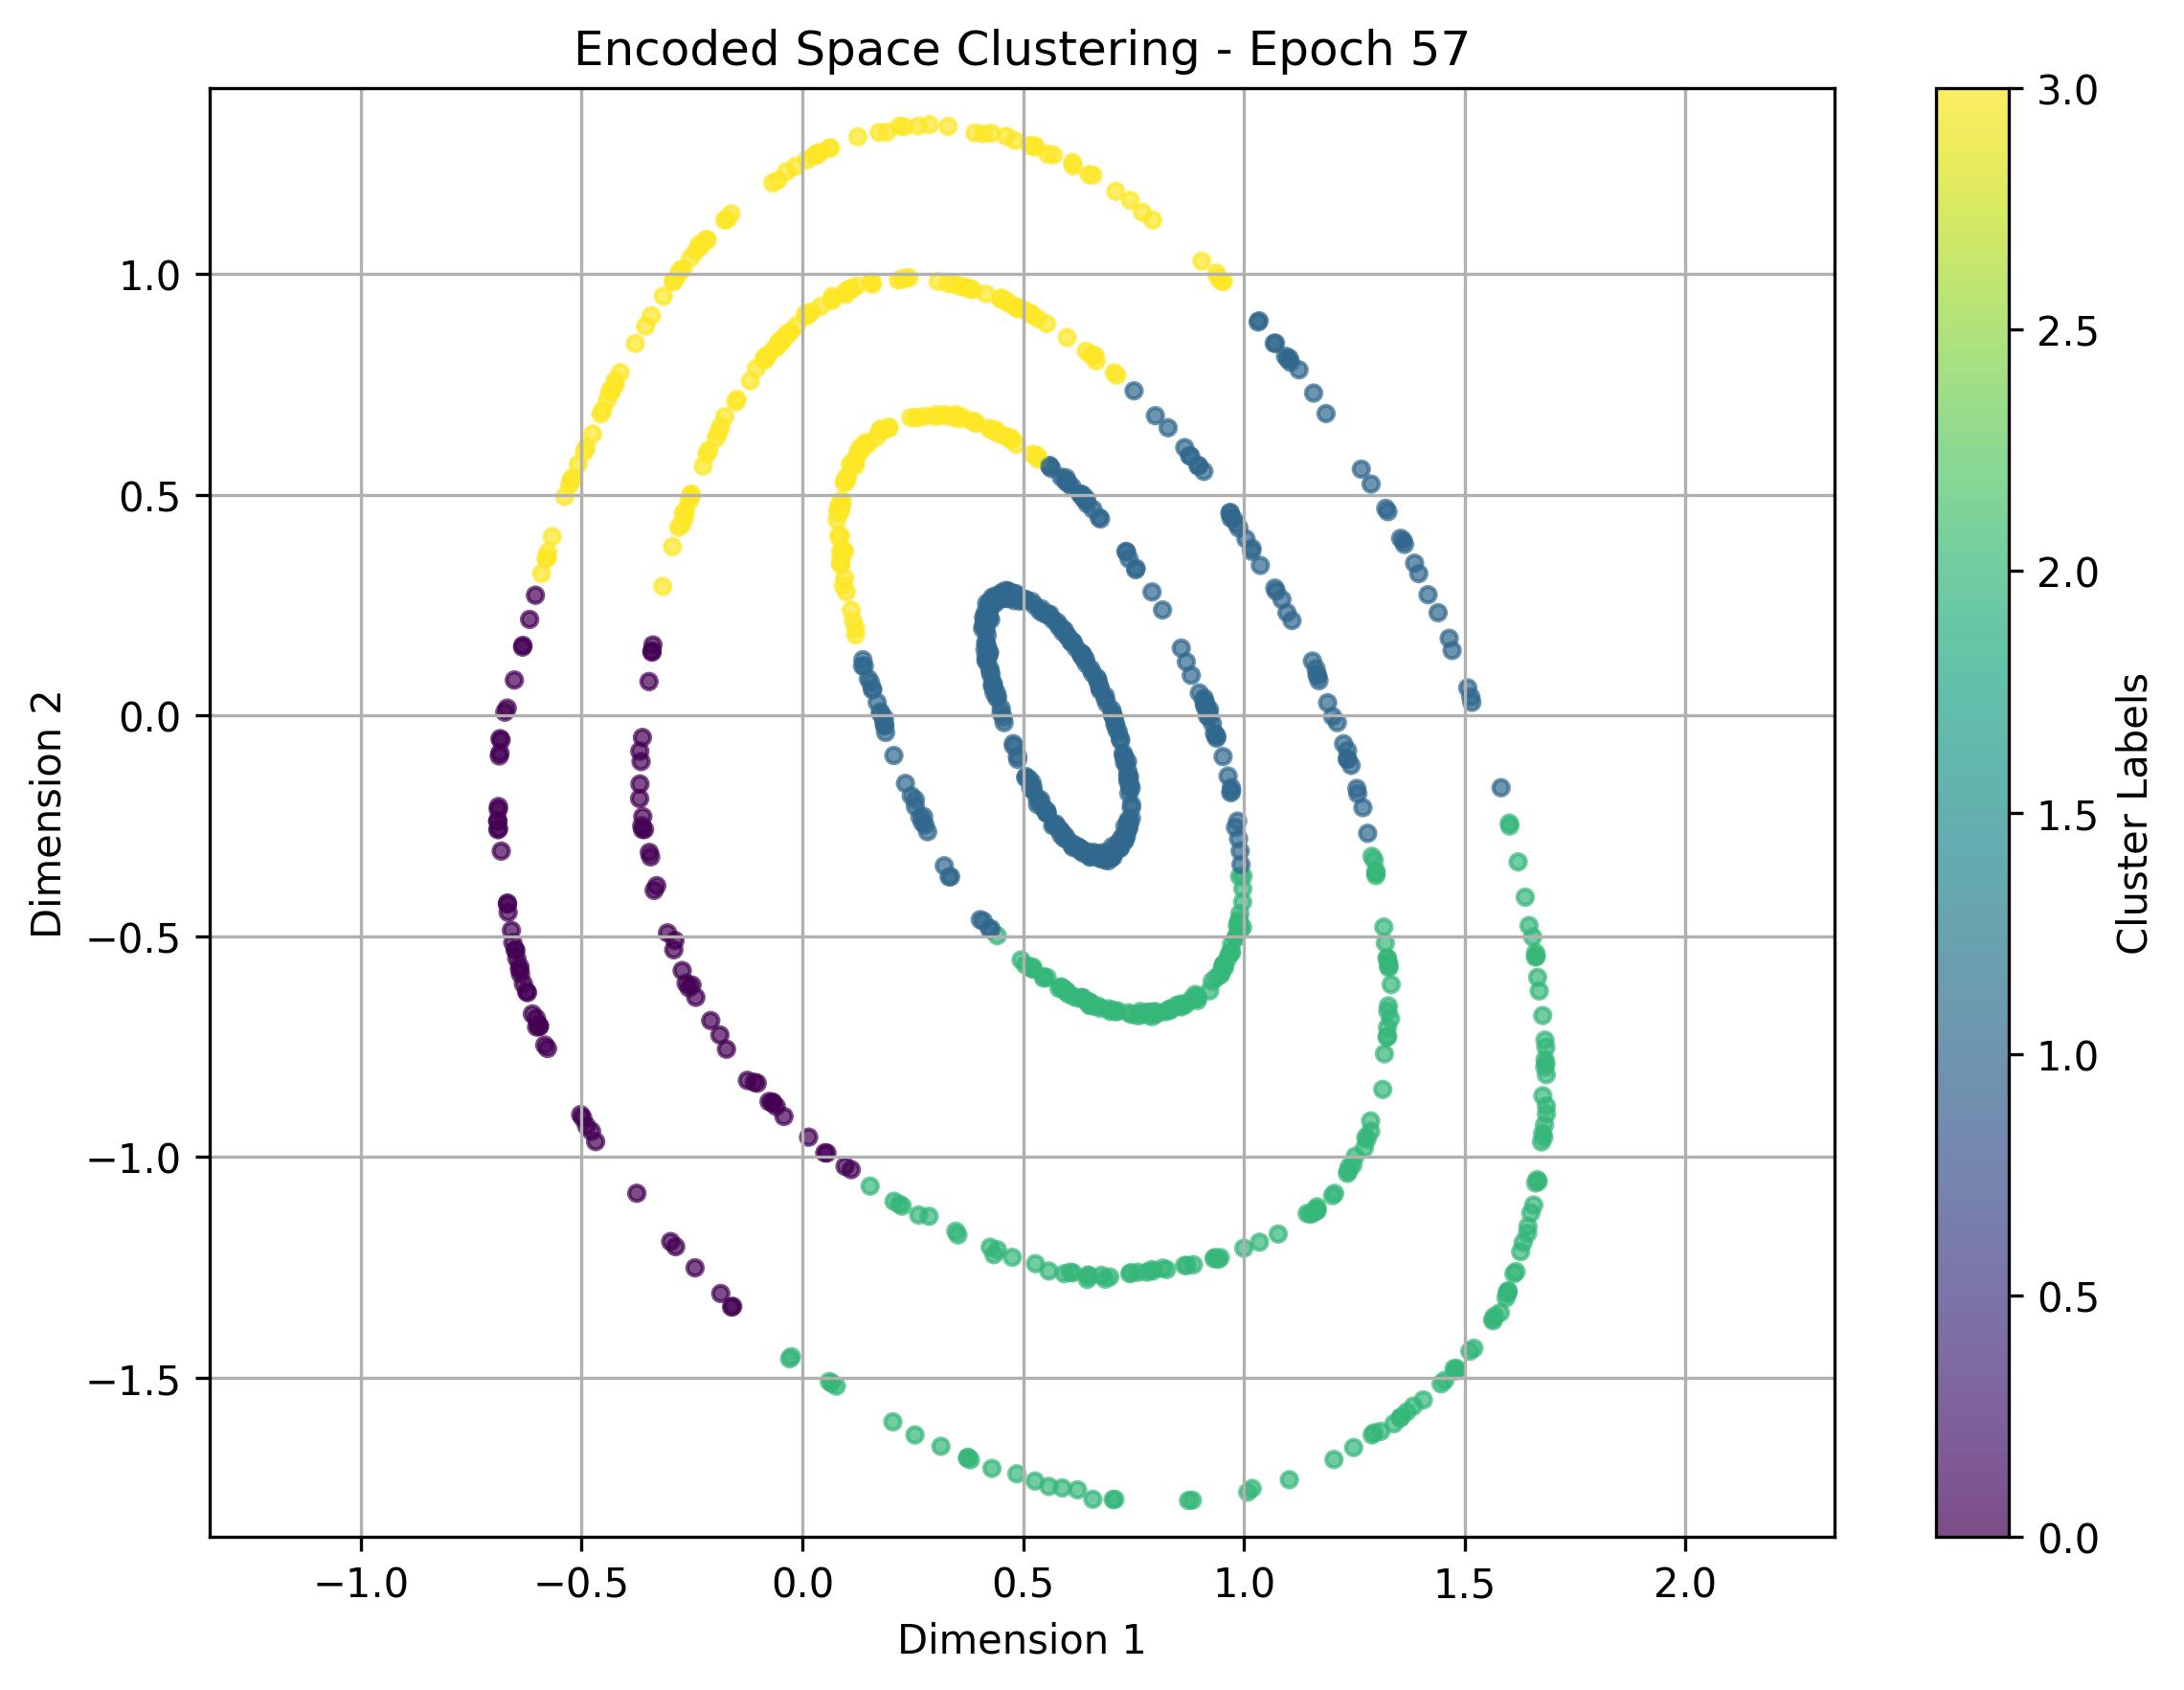 Encoded Space Clustering - Epoch 57
1.0
0.5
0.0
−0.5
−1.0
−1.5
Dimension 2
−1.0 −0.5 0.0 0.5 1.0 1.5 2.0
Dimension 1
3.0
2.5
2.0
1.5
1.0
0.5
0.0
Cluster Labels